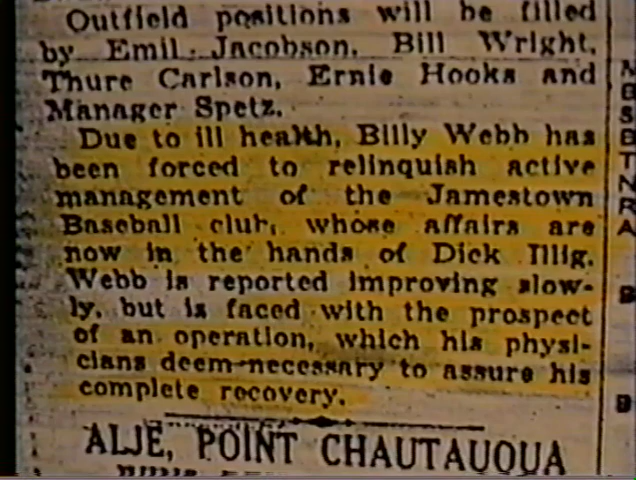 Outfield positions will be filled
by Emil Jacobson, Bill Wright,
Thure Carlson, Ernie Hooks and
Manager Spetz.
Due to ill health, Billy Webb has
been forced to relinquish active
management of the Jamestown
Baseball club, whose affairs are
now in the hands of Dick Illig.
Webb is reported improving slow-
ly, but is faced with the prospect
of an operation, which his physi-
cians deem necessary to assure his
complete recovery.
ALJE, POINT CHAUTAUQUA